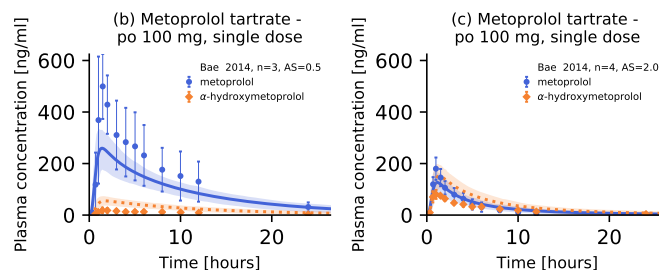 (b) Metoprolol tartrate -
po 100 mg, single dose
Plasma concentration [ng/ml]
600
400
200
0
Bae 2014, n=3, AS=0.5
metoprolol
α-hydroxymetoprolol
0
10
20
Time [hours]
(c) Metoprolol tartrate -
po 100 mg, single dose
Plasma concentration [ng/ml]
600
400
200
0
Bae 2014, n=4, AS=2.0
metoprolol
α-hydroxymetoprolol
0
10
20
Time [hours]